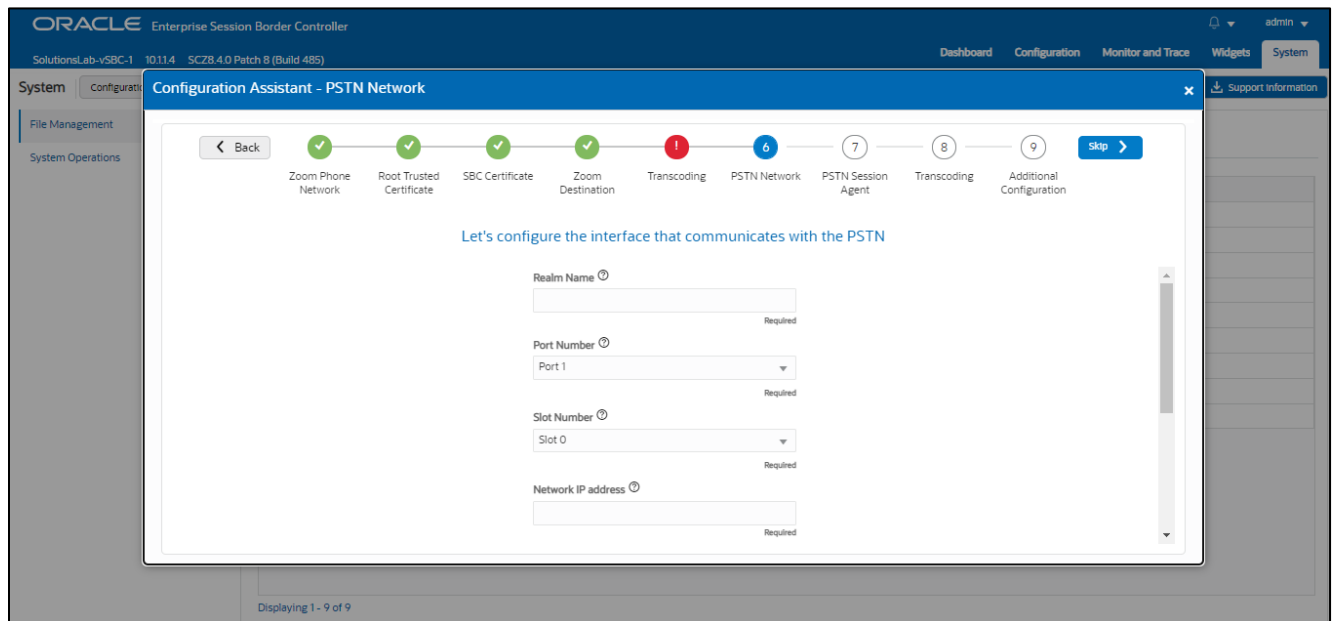 ORACLE Enterprise Session Border Controller
admin
SolutionsLab-vSBC-1 10.1.1.4 SCZ8.4.0 Patch 8 (Build 485)
Dashboard Configuration Monitor and Trace Widgets System
System
Support Information
Configuration Assistant - PSTN Network
×
File Management
System Operations
Back
!
6
7
8
9
Skip
Zoom Phone Network
Root Trusted Certificate
SBC Certificate
Zoom Destination
Transcoding
PSTN Network
PSTN Session Agent
Transcoding
Additional Configuration
Let's configure the interface that communicates with the PSTN
Realm Name ?
Required
Port Number ?
Port 1
Required
Slot Number ?
Slot 0
Required
Network IP address ?
Required
Displaying 1 - 9 of 9